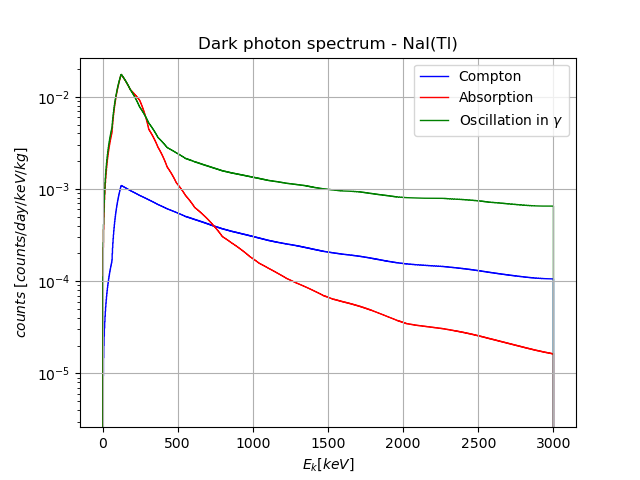 Dark photon spectrum - NaI(Tl)
Compton
Absorption
Oscillation in γ
10⁻²
10⁻³
10⁻⁴
10⁻⁵
counts [counts/day/keV/kg]
0 500 1000 1500 2000 2500 3000
Eₖ[keV]